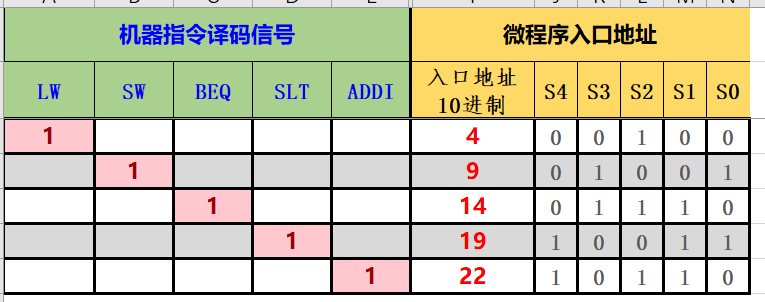 机器指令译码信号 微程序入口地址
LW SW BEQ SLT ADDI 入口地址 10进制 S4 S3 S2 S1 S0
1 4 0 0 1 0 0
1 9 0 1 0 0 1
1 14 0 1 1 1 0
1 19 1 0 0 1 1
1 22 1 0 1 1 0